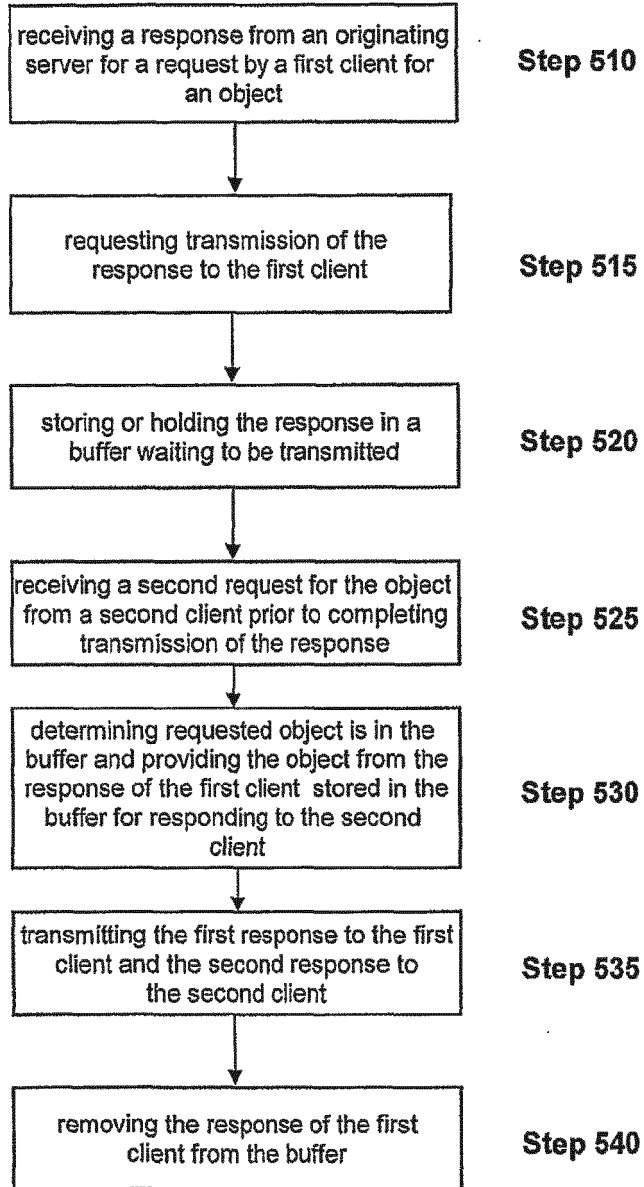 receiving a response from an originating
server for a request by a first client for
an object
Step 510
requesting transmission of the
response to the first client
Step 515
storing or holding the response in a
buffer waiting to be transmitted
Step 520
receiving a second request for the object
from a second client prior to completing
transmission of the response
Step 525
determining requested object is in the
buffer and providing the object from the
response of the first client stored in the
buffer for responding to the second
client
Step 530
transmitting the first response to the first
client and the second response to
the second client
Step 535
removing the response of the first
client from the buffer
Step 540